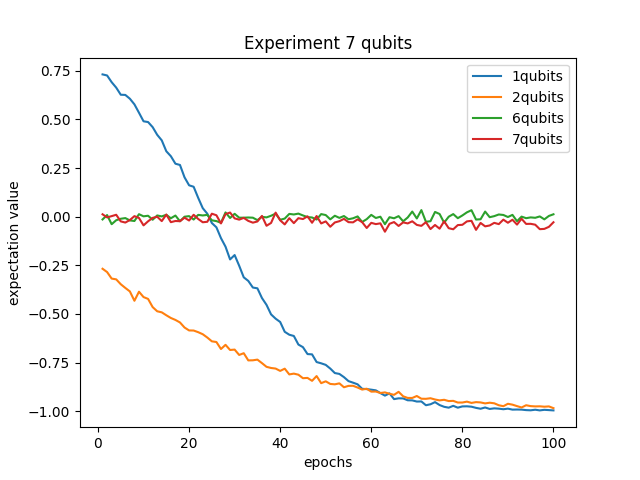 Experiment 7 qubits
1qubits
2qubits
6qubits
7qubits
0.75
0.50
0.25
0.00
−0.25
−0.50
−0.75
−1.00
expectation value
0 20 40 60 80 100
epochs